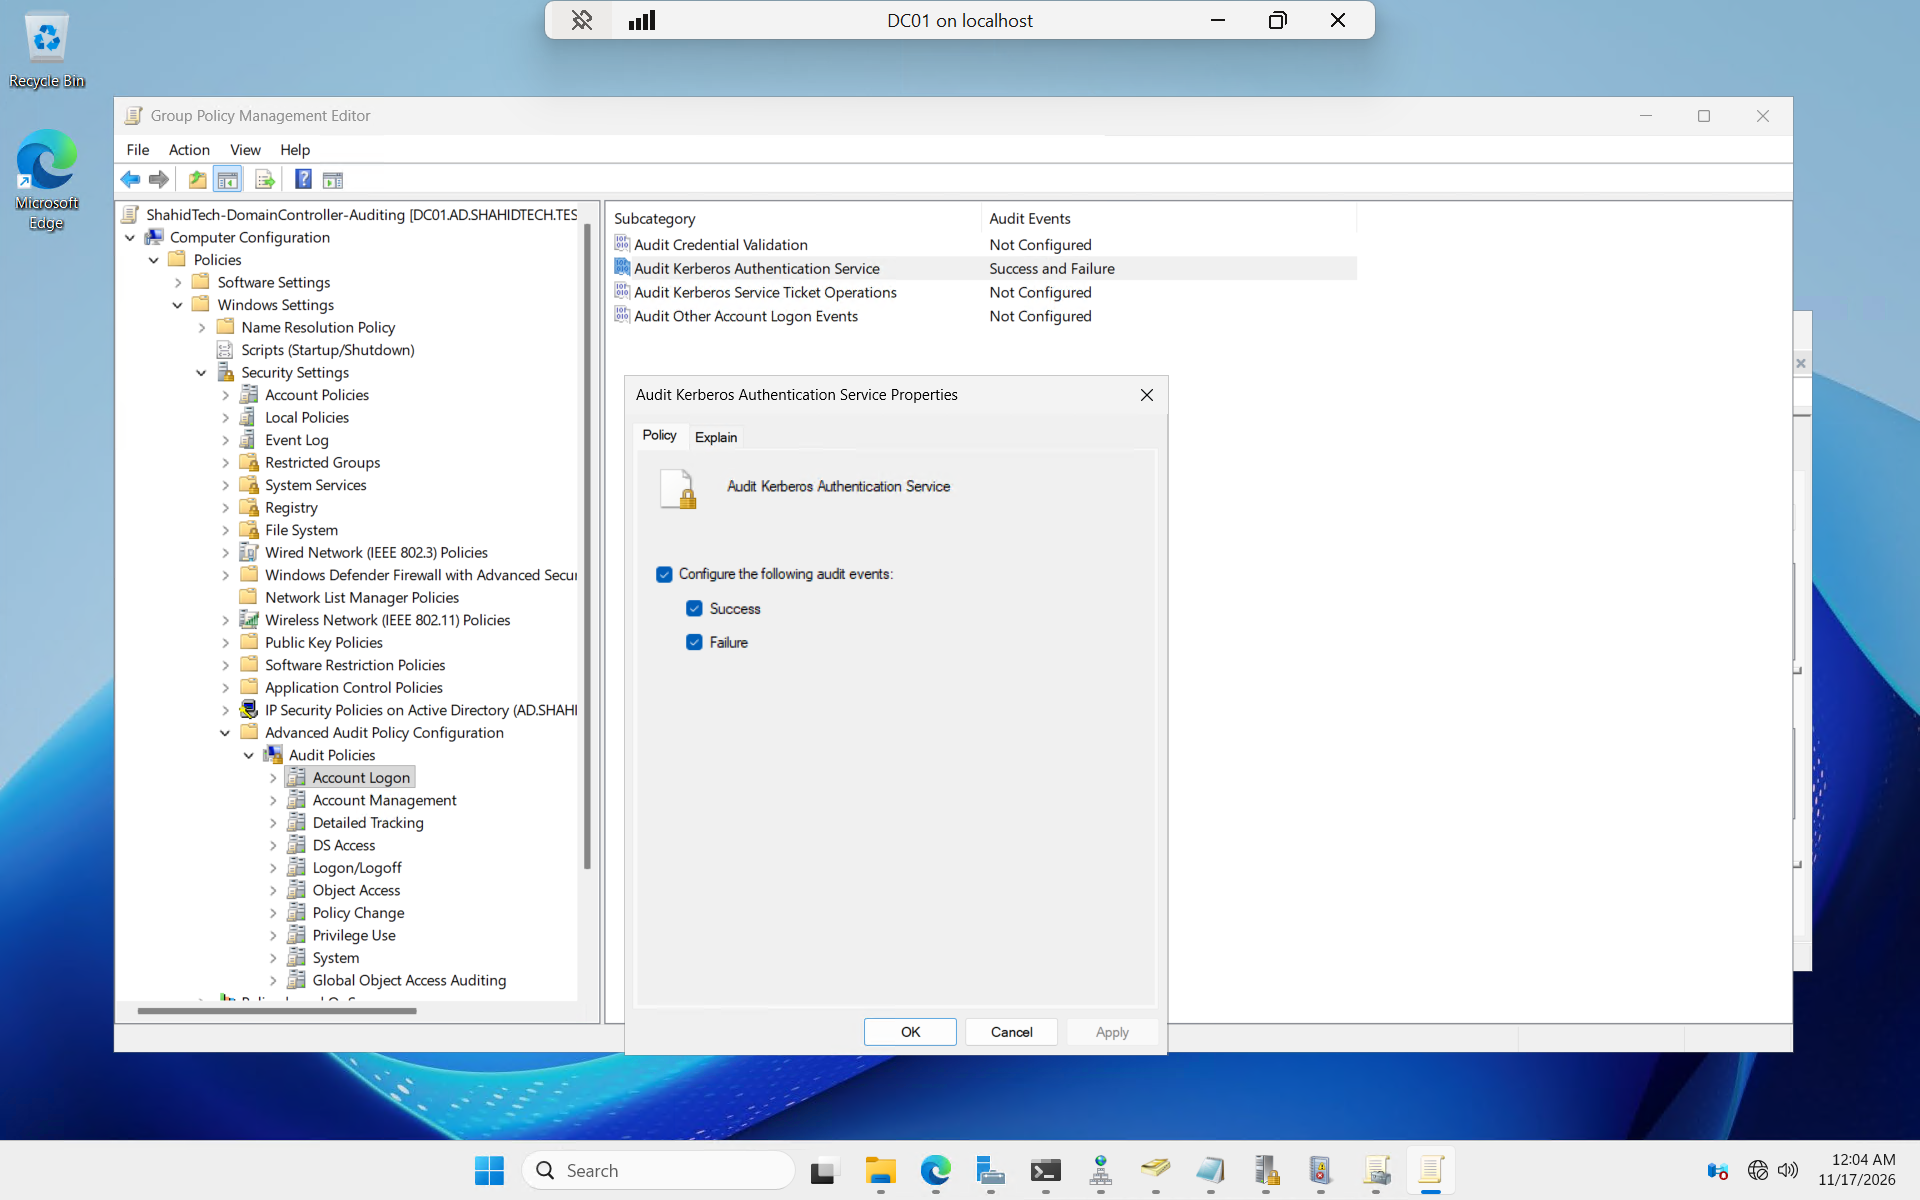 DC01 on localhost
Recycle Bin
Microsoft
Edge
Group Policy Management Editor
File Action View Help
ShahidTech-DomainController-Auditing [DC01.AD.SHAHIDTECH.TES
Computer Configuration
Policies
Software Settings
Windows Settings
Name Resolution Policy
Scripts (Startup/Shutdown)
Security Settings
Account Policies
Local Policies
Event Log
Restricted Groups
System Services
Registry
File System
Wired Network (IEEE 802.3) Policies
Windows Defender Firewall with Advanced Secur
Network List Manager Policies
Wireless Network (IEEE 802.11) Policies
Public Key Policies
Software Restriction Policies
Application Control Policies
IP Security Policies on Active Directory (AD.SHAHI
Advanced Audit Policy Configuration
Audit Policies
Account Logon
Account Management
Detailed Tracking
DS Access
Logon/Logoff
Object Access
Policy Change
Privilege Use
System
Global Object Access Auditing
Subcategory Audit Events
Audit Credential Validation Not Configured
Audit Kerberos Authentication Service Success and Failure
Audit Kerberos Service Ticket Operations Not Configured
Audit Other Account Logon Events Not Configured
Audit Kerberos Authentication Service Properties
Policy Explain
Audit Kerberos Authentication Service
Configure the following audit events:
Success
Failure
OK Cancel Apply
Search
12:04 AM
11/17/2026